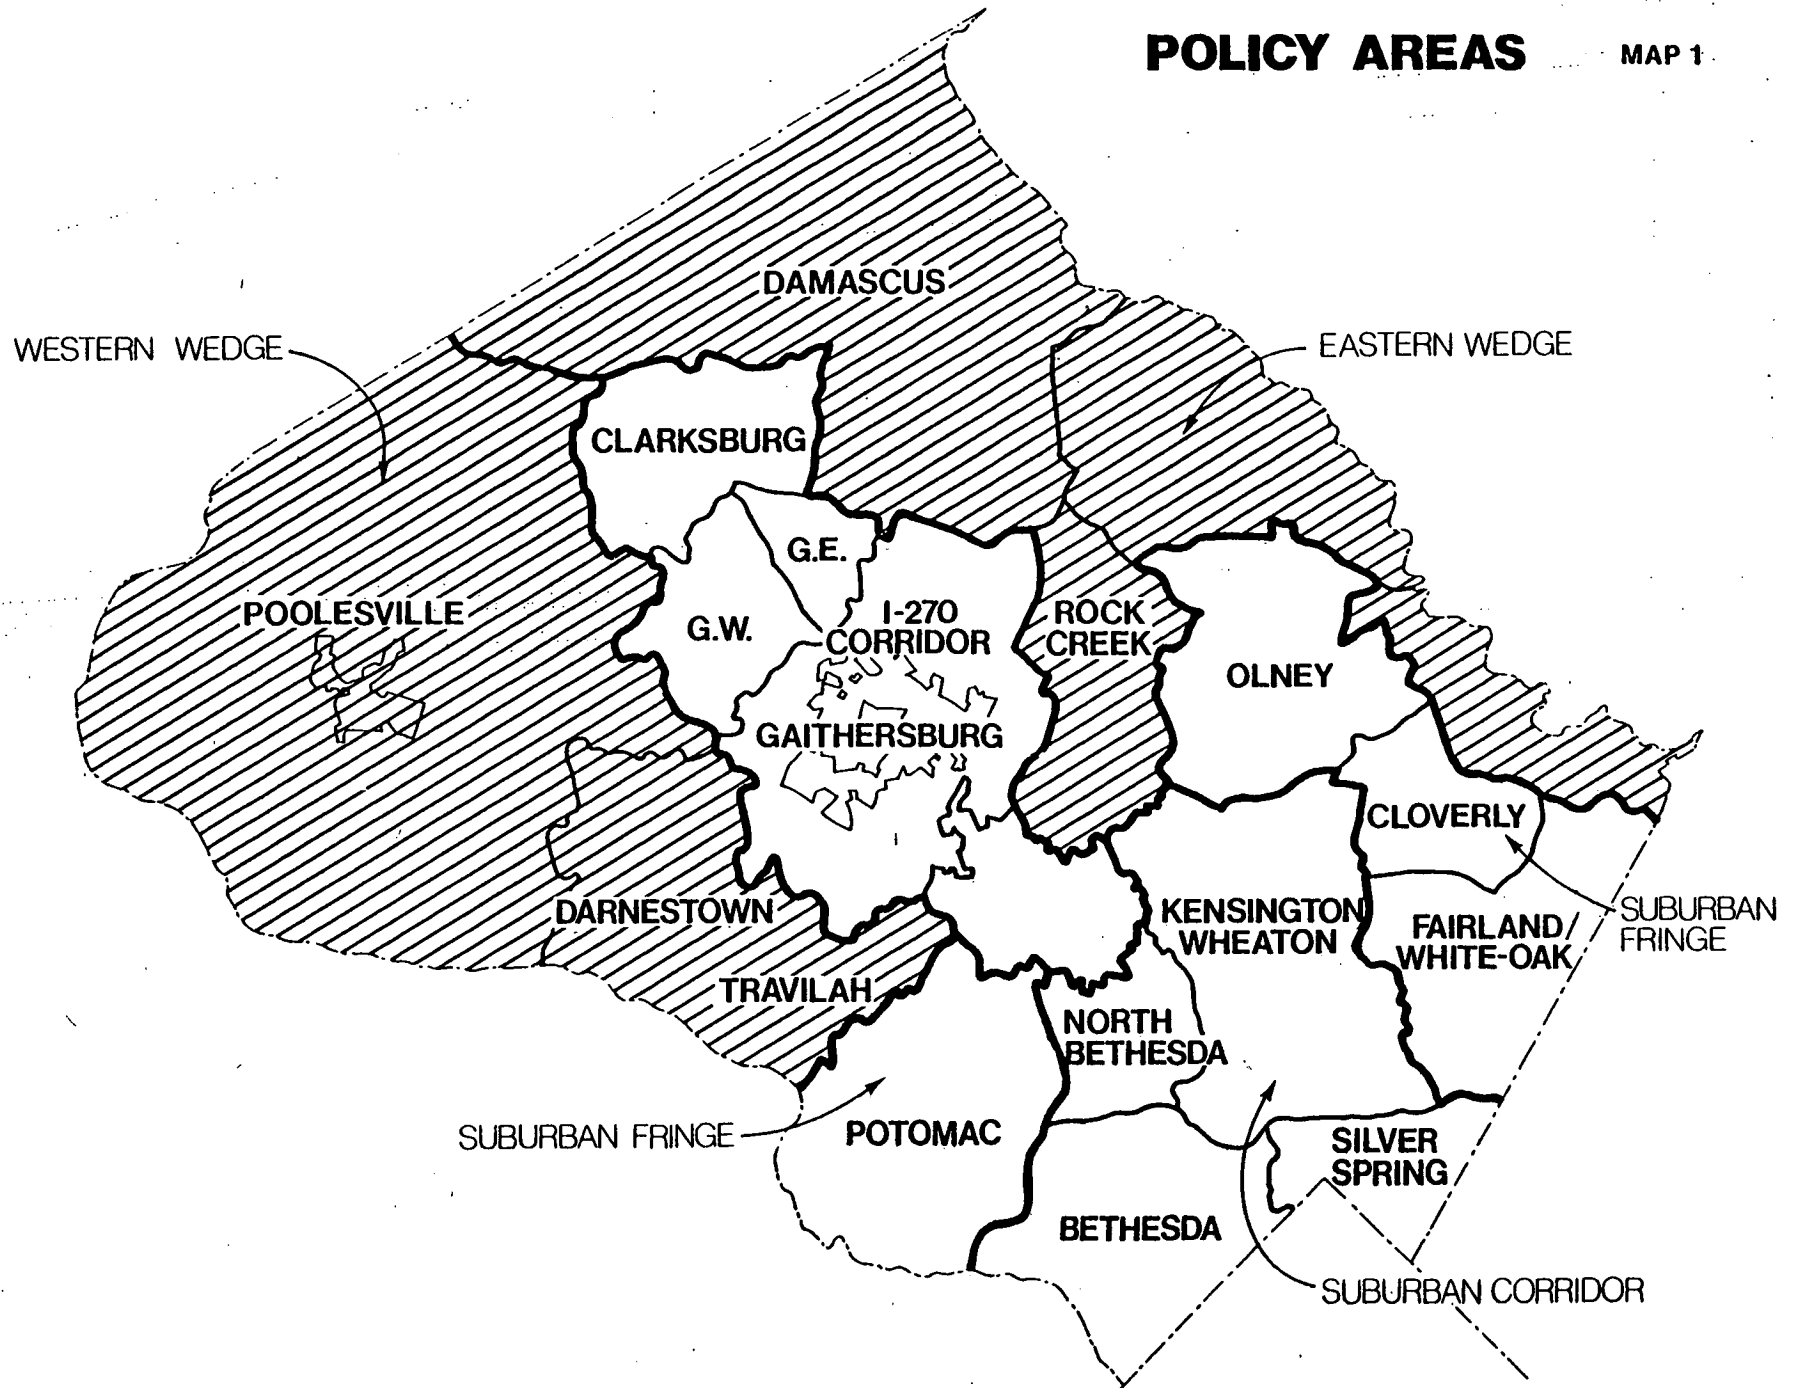 POLICY AREAS MAP 1
DAMASCUS
WESTERN WEDGE
EASTERN WEDGE
CLARKSBURG
G.E.
POOLESVILLE
G.W.
I-270
CORRIDOR
ROCK
CREEK
OLNEY
GAITHERSBURG
CLOVERLY
DARNESTOWN
KENSINGTON
WHEATON
FAIRLAND/
WHITE-OAK
SUBURBAN
FRINGE
TRAVILAH
NORTH
BETHESDA
SUBURBAN FRINGE
POTOMAC
SILVER
SPRING
BETHESDA
SUBURBAN CORRIDOR